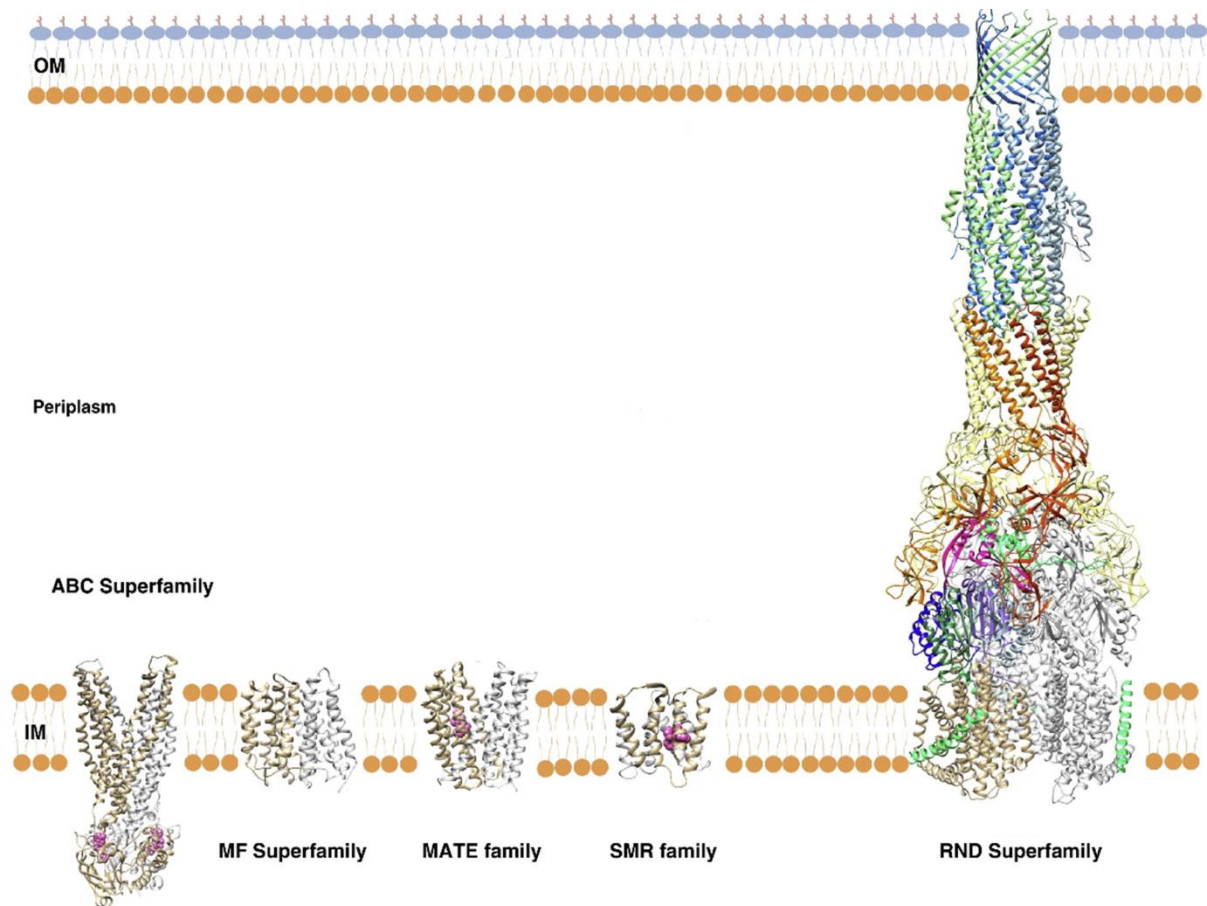 OM
Periplasm
ABC Superfamily
IM
MF Superfamily
MATE family
SMR family
RND Superfamily